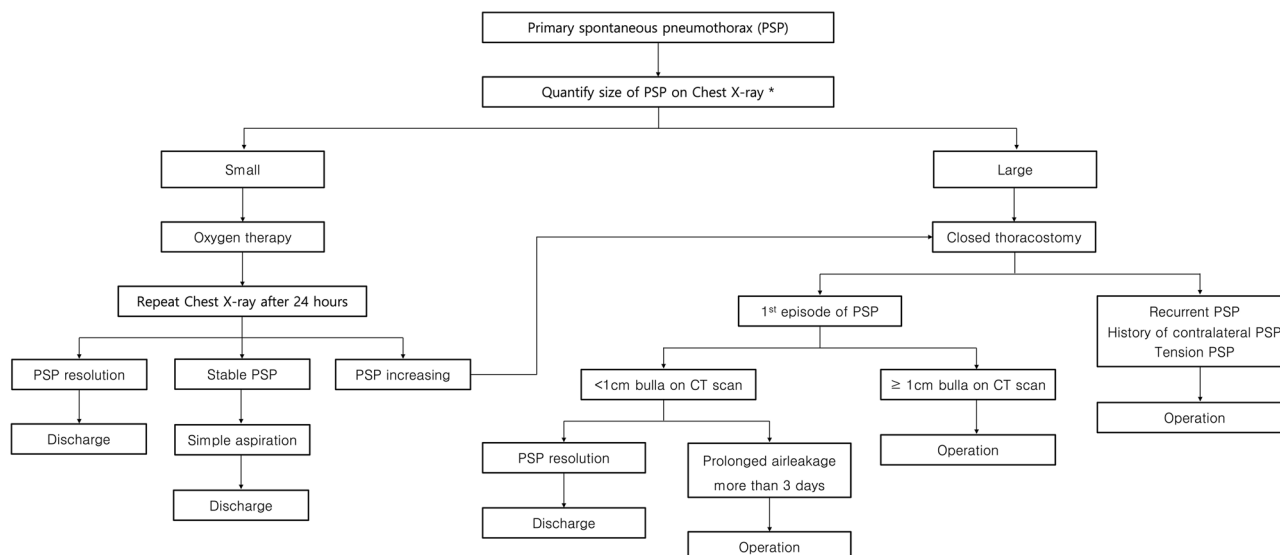 Primary spontaneous pneumothorax (PSP)
Quantify size of PSP on Chest X-ray *
Small
Large
Oxygen therapy
Closed thoracostomy
Repeat Chest X-ray after 24 hours
1st episode of PSP
Recurrent PSP
History of contralateral PSP
Tension PSP
PSP resolution
Stable PSP
PSP increasing
<1cm bulla on CT scan
≥ 1cm bulla on CT scan
Operation
Discharge
Simple aspiration
Operation
PSP resolution
Prolonged airleakage
more than 3 days
Discharge
Discharge
Operation